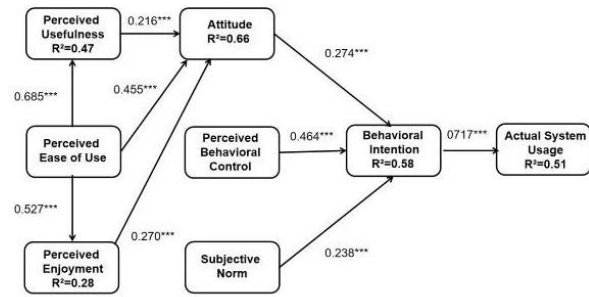 Perceived
Usefulness
R²=0.47
0.216***
Attitude
R²=0.66
0.274***
0.685***
0.455***
Perceived
Ease of Use
Perceived
Behavioral
Control
0.464***
Behavioral
Intention
R²=0.58
0717***
Actual System
Usage
R²=0.51
0.527***
0.270***
0.238***
Perceived
Enjoyment
R²=0.28
Subjective
Norm